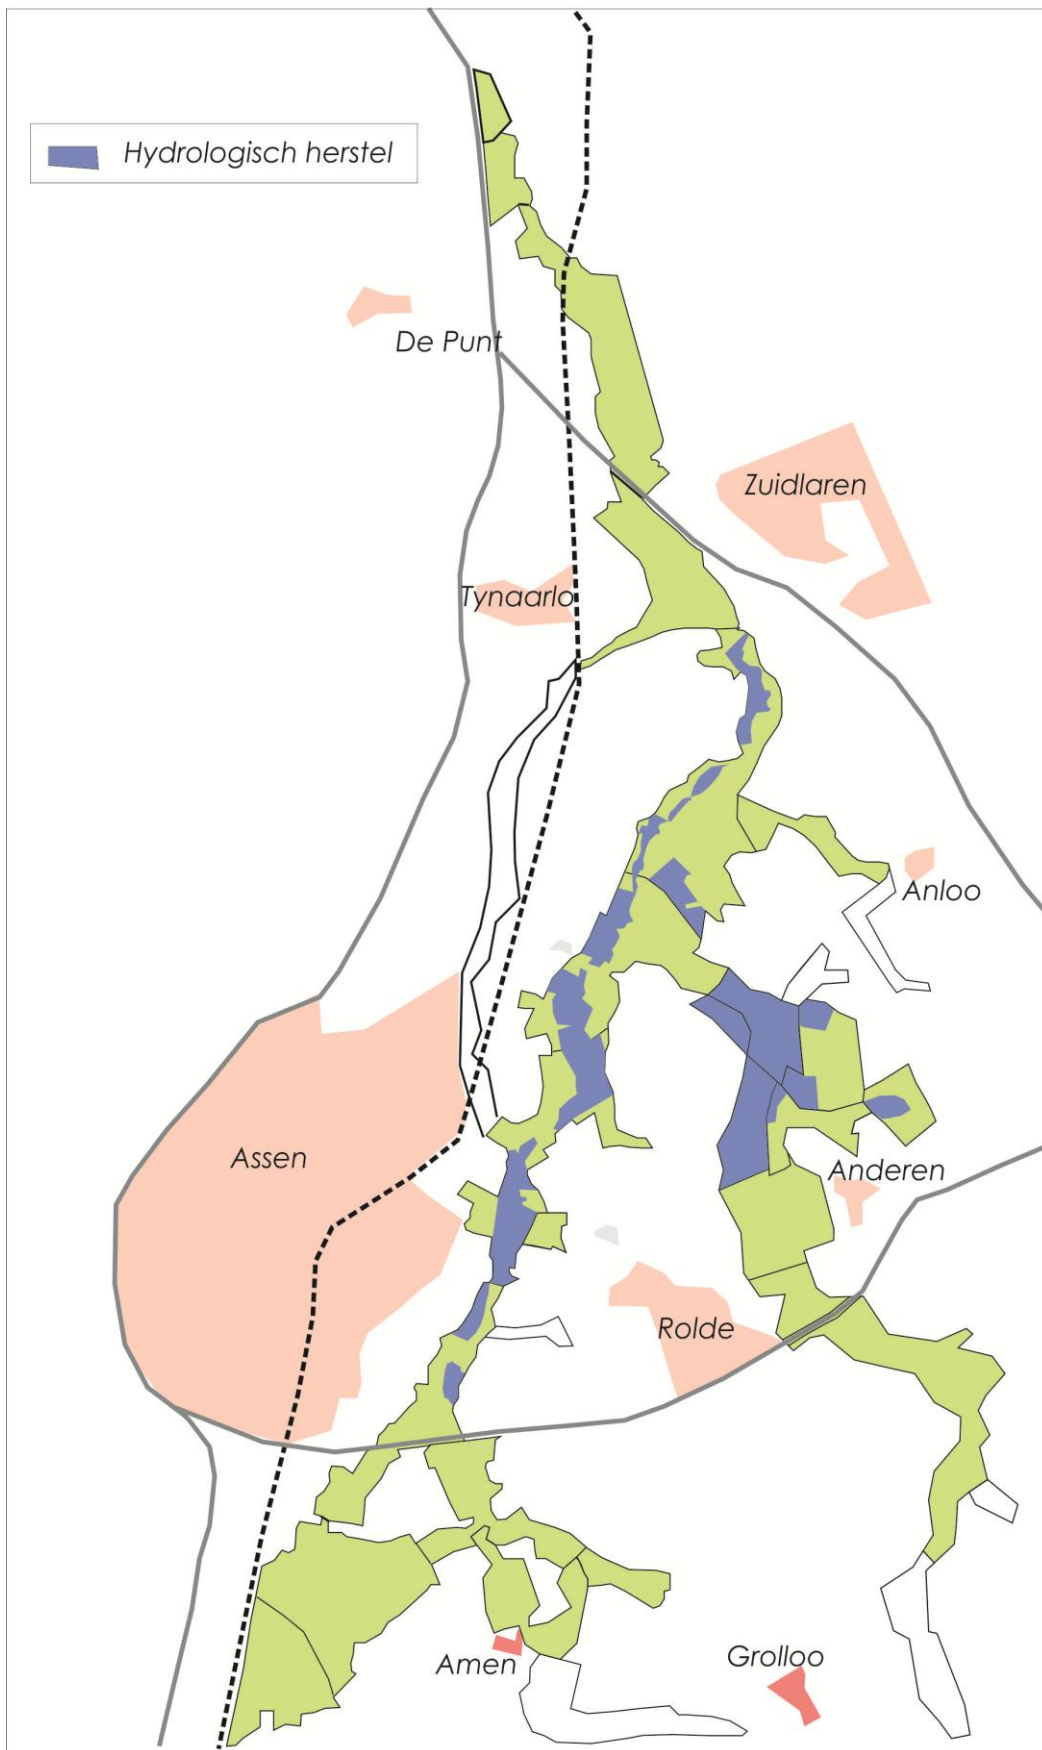 Hydrologisch herstel
De Punt
Zuidlaren
Tynaarlo
Anloo
Assen
Anderen
Rolde
Amen
Grolloo